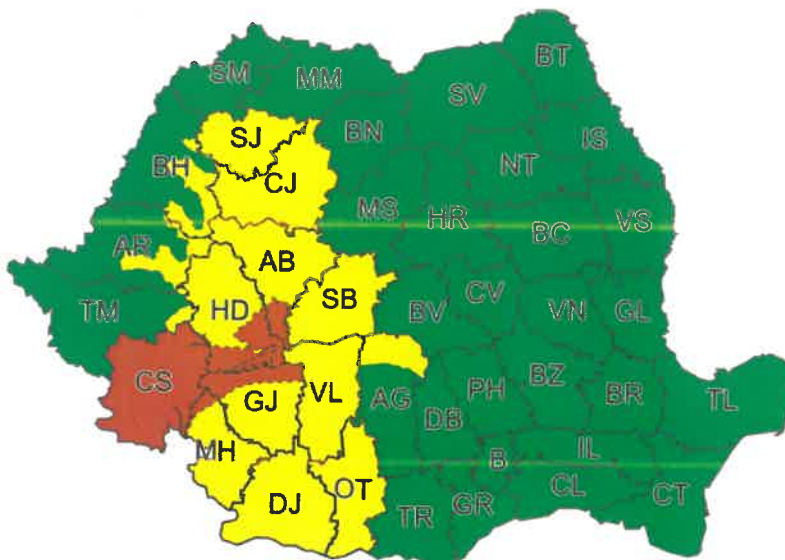 BT
SM
MM
SV
SJ
BN
IS
BH
CJ
NT
MS
HR
BC
VS
AR
AB
TM
HD
SB
BV
CV
VN
GL
CS
GJ
VL
AG
DB
PH
BZ
BR
TL
MH
OT
B
IL
DJ
TR
GR
CL
CT